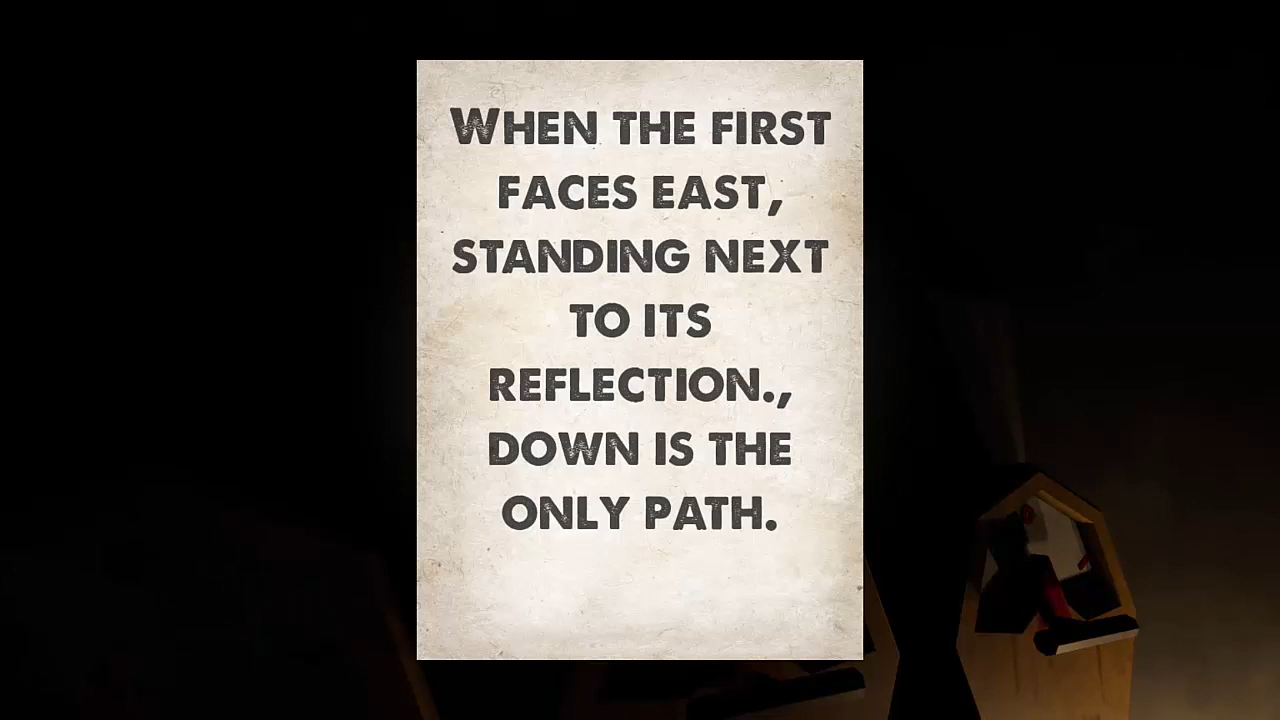 When the first
faces east,
standing next
to its
reflection.,
down is the
only path.